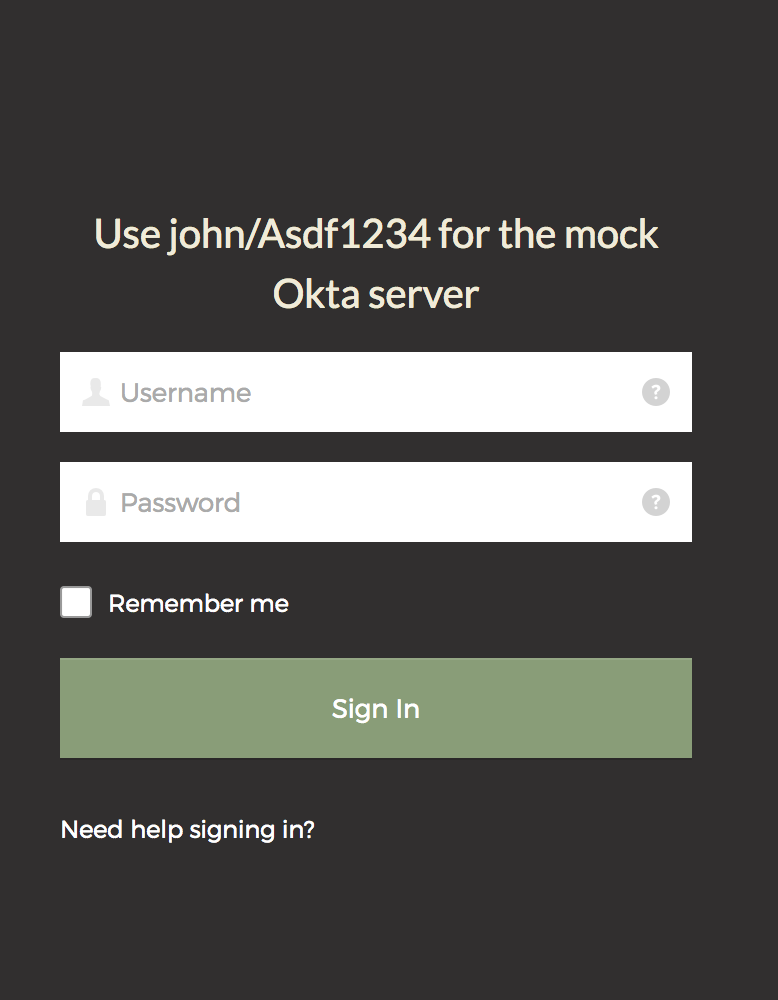 Use john/Asdf1234 for the mock
Okta server
Username
?
Password
?
Remember me
Sign In
Need help signing in?